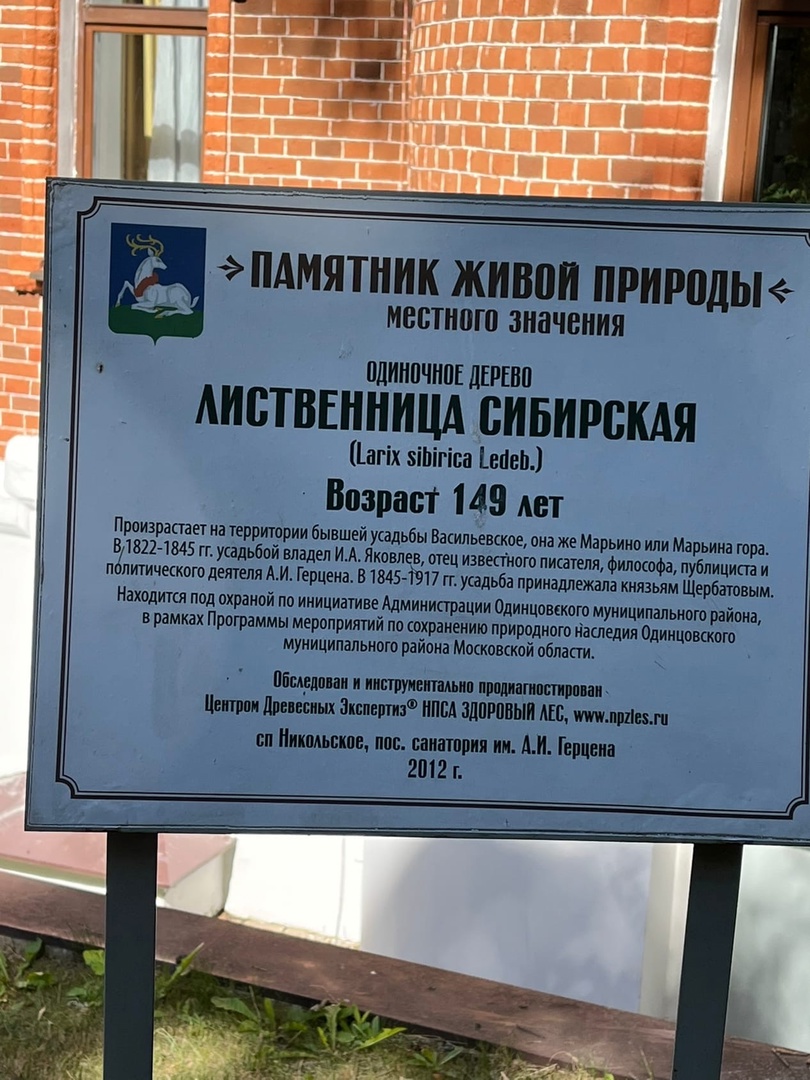 ПАМЯТНИК ЖИВОЙ ПРИРОДЫ
местного значения
ОДИНОЧНОЕ ДЕРЕВО
ЛИСТВЕННИЦА СИБИРСКАЯ
(Larix sibirica Ledeb.)
Возраст 149 лет
Произрастает на территории бывшей усадьбы Васильевское, она же Марьино или Марьина гора.
В 1822-1845 гг. усадьбой владел И.А. Яковлев, отец известного писателя, философа, публициста и
политического деятеля А.И. Герцена. В 1845-1917 гг. усадьба принадлежала князьям Щербатовым.
Находится под охраной по инициативе Администрации Одинцовского муниципального района,
в рамках Программы мероприятий по сохранению природного наследия Одинцовского
муниципального района Московской области.
Обследован и инструментально продиагностирован
Центром Древесных Экспертиз® НПСА ЗДОРОВЫЙ ЛЕС, www.npzles.ru
сп Никольское, пос. санатория им. А.И. Герцена
2012 г.